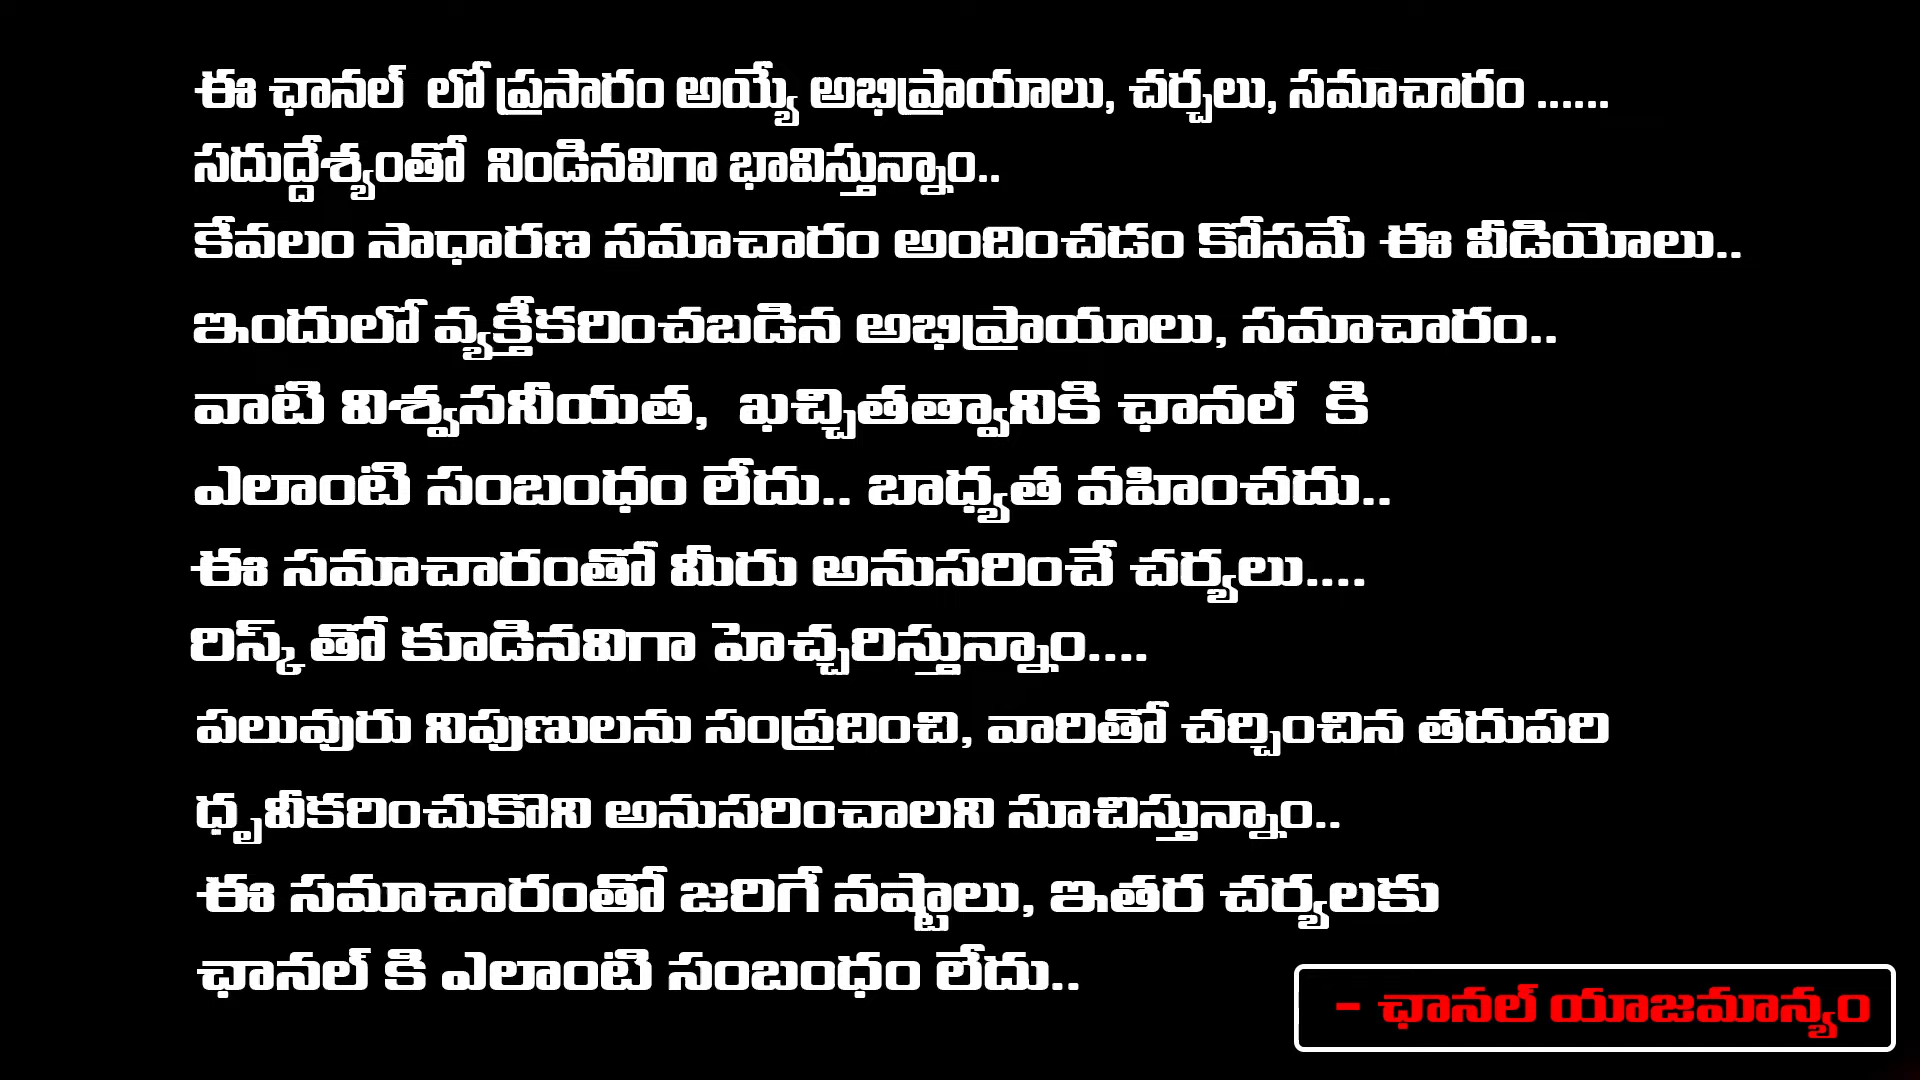 ఈ ఛానల్ లో ప్రసారం అయ్యే అభిప్రాయాలు, చర్చలు, సమాచారం ......
సదుద్దేశ్యంతో నిండినవిగా భావిస్తున్నాం..
కేవలం సాధారణ సమాచారం అందించడం కోసమే ఈ వీడియోలు..
ఇందులో వ్యక్తీకరించబడిన అభిప్రాయాలు, సమాచారం..
వాటి విశ్వసనీయత, ఖచ్చితత్వానికి ఛానల్ కి
ఎలాంటి సంబంధం లేదు.. బాధ్యత వహించదు..
ఈ సమాచారంతో మీరు అనుసరించే చర్యలు....
రిస్క్ తో కూడినవిగా హెచ్చరిస్తున్నాం....
పలువురు నిపుణులను సంప్రదించి, వారితో చర్చించిన తదుపరి
ధృవీకరించుకొని అనుసరించాలని సూచిస్తున్నాం..
ఈ సమాచారంతో జరిగే నష్టాలు, ఇతర చర్యలకు
ఛానల్ కి ఎలాంటి సంబంధం లేదు..
- ఛానల్ యాజమాన్యం